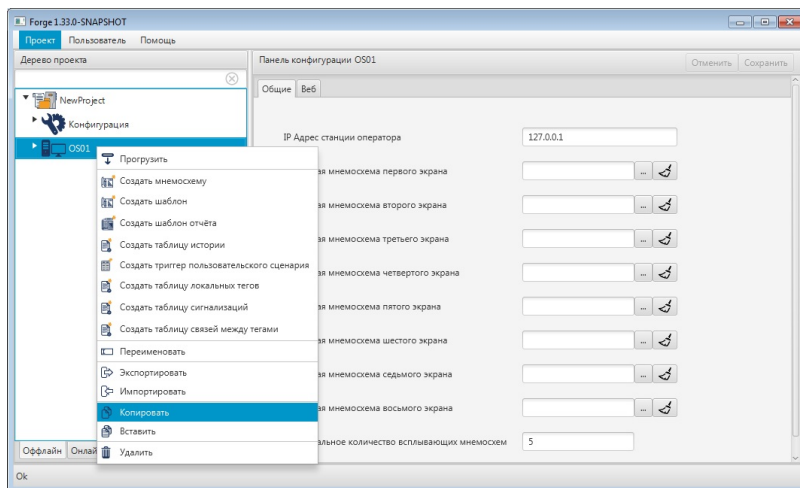 Forge 1.33.0-SNAPSHOT
Проект Пользователь Помощь
Дерево проекта
NewProject
Конфигурация
OS01
Прогрузить
Создать мнемосхему
Создать шаблон
Создать шаблон отчёта
Создать таблицу истории
Создать триггер пользовательского сценария
Создать таблицу локальных тегов
Создать таблицу сигнализаций
Создать таблицу связей между тегами
Переименовать
Экспортировать
Импортировать
Копировать
Вставить
Удалить
Оффлайн Онлай
Ok
Панель конфигурации OS01
Отменить Сохранить
Общие Веб
IP Адрес станции оператора 127.0.0.1
ая мнемосхема первого экрана ...
ая мнемосхема второго экрана ...
ая мнемосхема третьего экрана ...
ая мнемосхема четвертого экрана ...
ая мнемосхема пятого экрана ...
ая мнемосхема шестого экрана ...
ая мнемосхема седьмого экрана ...
ая мнемосхема восьмого экрана ...
альное количество всплывающих мнемосхем 5